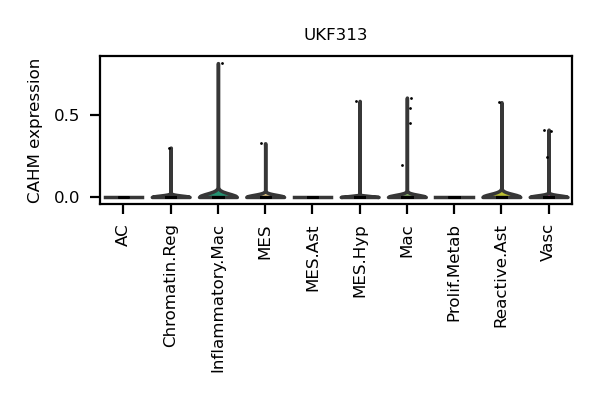 UKF313
CAHM expression
0.5
0.0
AC
Chromatin.Reg
Inflammatory.Mac
MES
MES.Ast
MES.Hyp
Mac
Prolif.Metab
Reactive.Ast
Vasc